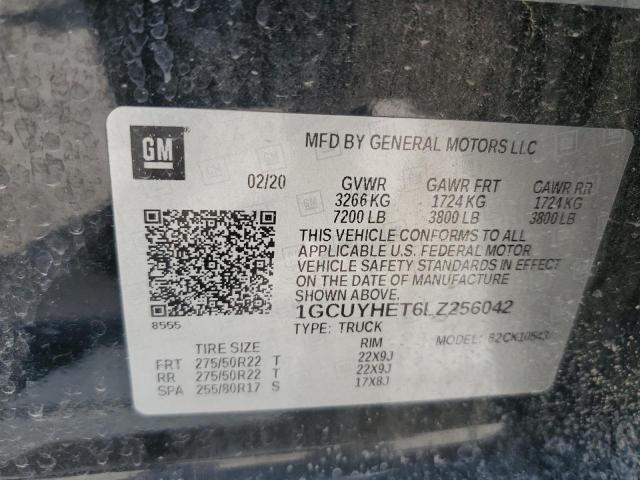 GM
MFD BY GENERAL MOTORS LLC
02/20 GVWR GAWR FRT GAWR RR
3266 KG 1724 KG 1724 KG
7200 LB 3800 LB 3800 LB
THIS VEHICLE CONFORMS TO ALL
APPLICABLE U.S. FEDERAL MOTOR
VEHICLE SAFETY STANDARDS IN EFFECT
ON THE DATE OF MANUFACTURE
SHOWN ABOVE.
1GCUYHET6LZ256042
8555
TYPE: TRUCK
MODEL: 82CK10543
TIRE SIZE RIM
FRT 275/50R22 T 22X9J
RR 275/50R22 T 22X9J
SPA 255/80R17 S 17X8J